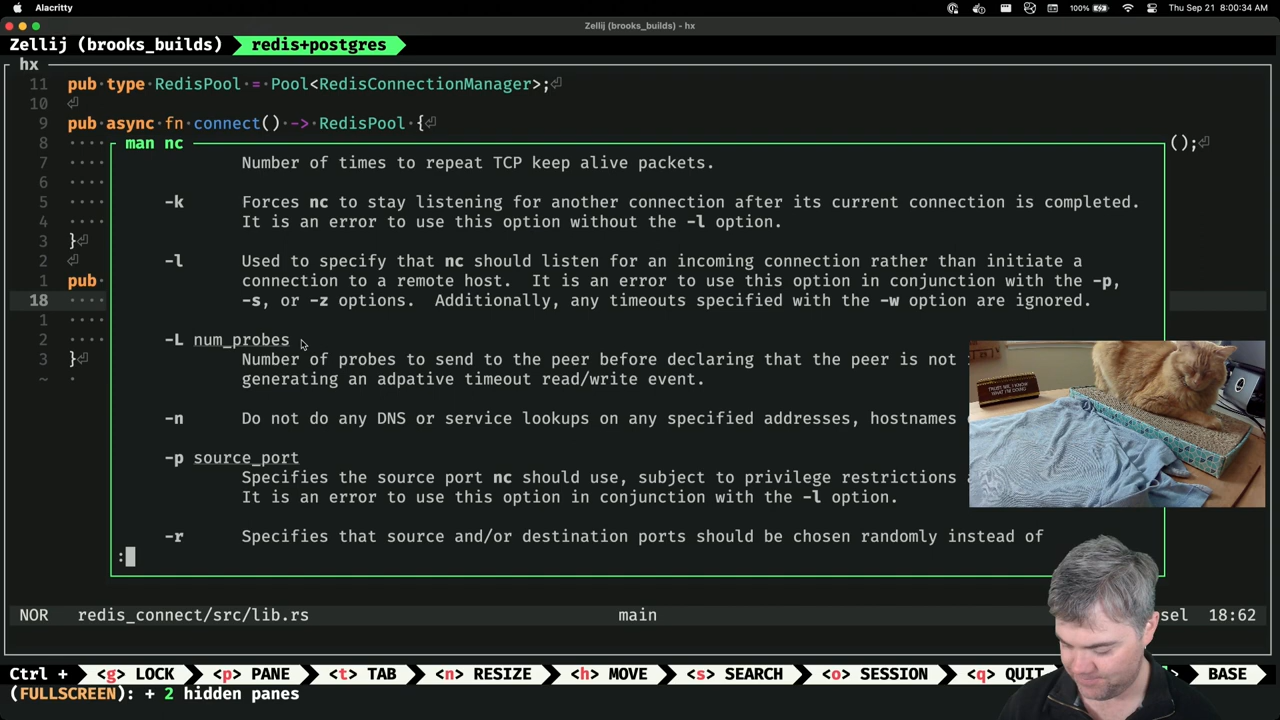 Alacritty
100%
Thu Sep 21 8:00:34 AM
Zellij (brooks_builds) - hx
Zellij (brooks_builds) redis+postgres
hx
11 pub·type·RedisPool·=·Pool<RedisConnectionManager>;⏎
10 ⏎
9 pub·async·fn·connect()·->·RedisPool·{⏎
8 ···· ();⏎
man nc
7 ···· Number of times to repeat TCP keep alive packets.
6 ····
5 ···· -k Forces nc to stay listening for another connection after its current connection is completed.
4 ···· It is an error to use this option without the -l option.
3 }⏎
2 ⏎ -l Used to specify that nc should listen for an incoming connection rather than initiate a
1 pub· connection to a remote host. It is an error to use this option in conjunction with the -p,
18 ···· -s, or -z options. Additionally, any timeouts specified with the -w option are ignored.
1 ····
2 ···· -L num_probes
3 }⏎ Number of probes to send to the peer before declaring that the peer is not
~ · generating an adpative timeout read/write event.
-n Do not do any DNS or service lookups on any specified addresses, hostnames
-p source_port
Specifies the source port nc should use, subject to privilege restrictions
It is an error to use this option in conjunction with the -l option.
-r Specifies that source and/or destination ports should be chosen randomly instead of
:
NOR redis_connect/src/lib.rs main sel 18:62
Ctrl + <g> LOCK <p> PANE <t> TAB <n> RESIZE <h> MOVE <s> SEARCH <o> SESSION <q> QUIT BASE
(FULLSCREEN): + 2 hidden panes